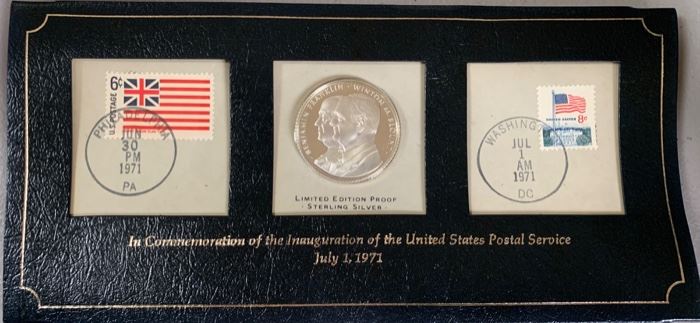 6¢
U.S. POSTAGE
PHILADELPHIA
JUN
30
PM
1971
PA
BENJAMIN FRANKLIN · WINTON M. BLOUNT
LIMITED EDITION PROOF
· STERLING SILVER ·
UNITED STATES 8¢
WASHINGTON
JUL
1
AM
1971
DC
In Commemoration of the Inauguration of the United States Postal Service
July 1, 1971